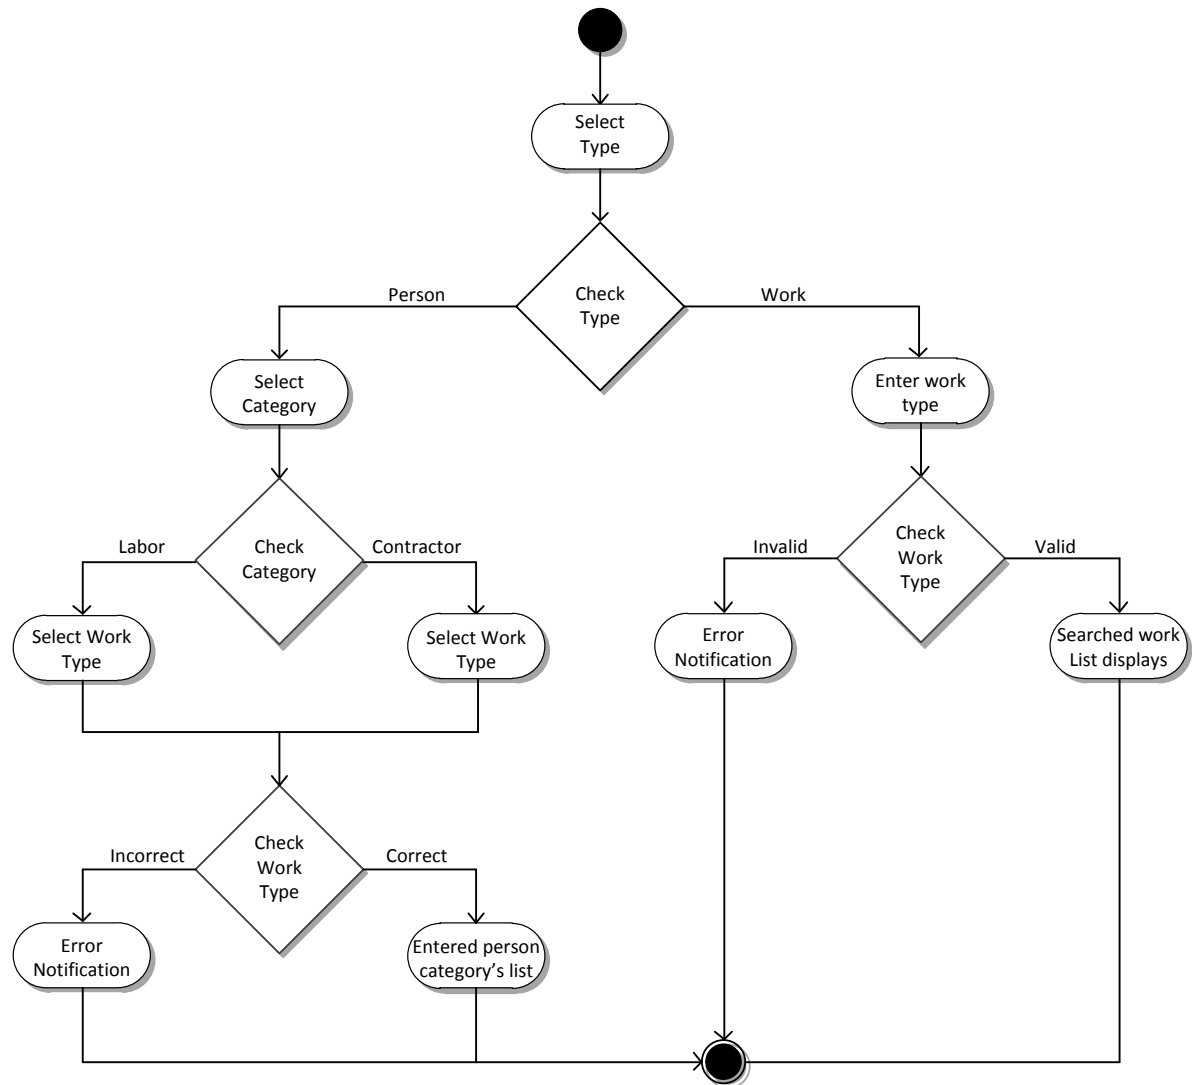 Select
Type
Check
Type
Person
Work
Select
Category
Enter work
type
Check
Category
Labor
Contractor
Check
Work
Type
Invalid
Valid
Select Work
Type
Select Work
Type
Error
Notification
Searched work
List displays
Check
Work
Type
Incorrect
Correct
Error
Notification
Entered person
category’s list